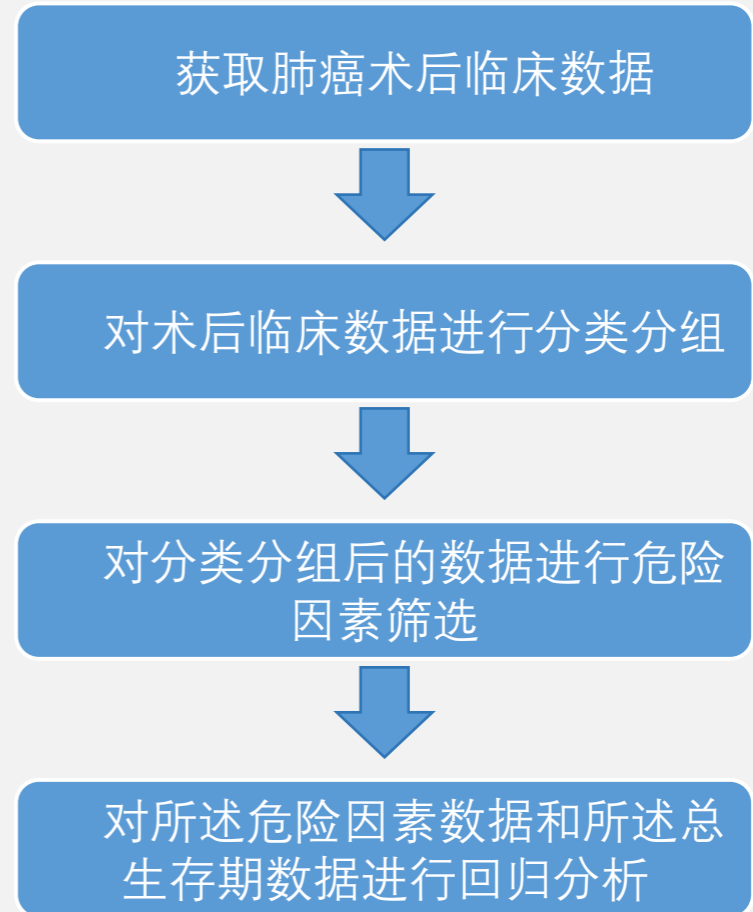 获取肺癌术后临床数据
对术后临床数据进行分类分组
对分类分组后的数据进行危险
因素筛选
对所述危险因素数据和所述总
生存期数据进行回归分析